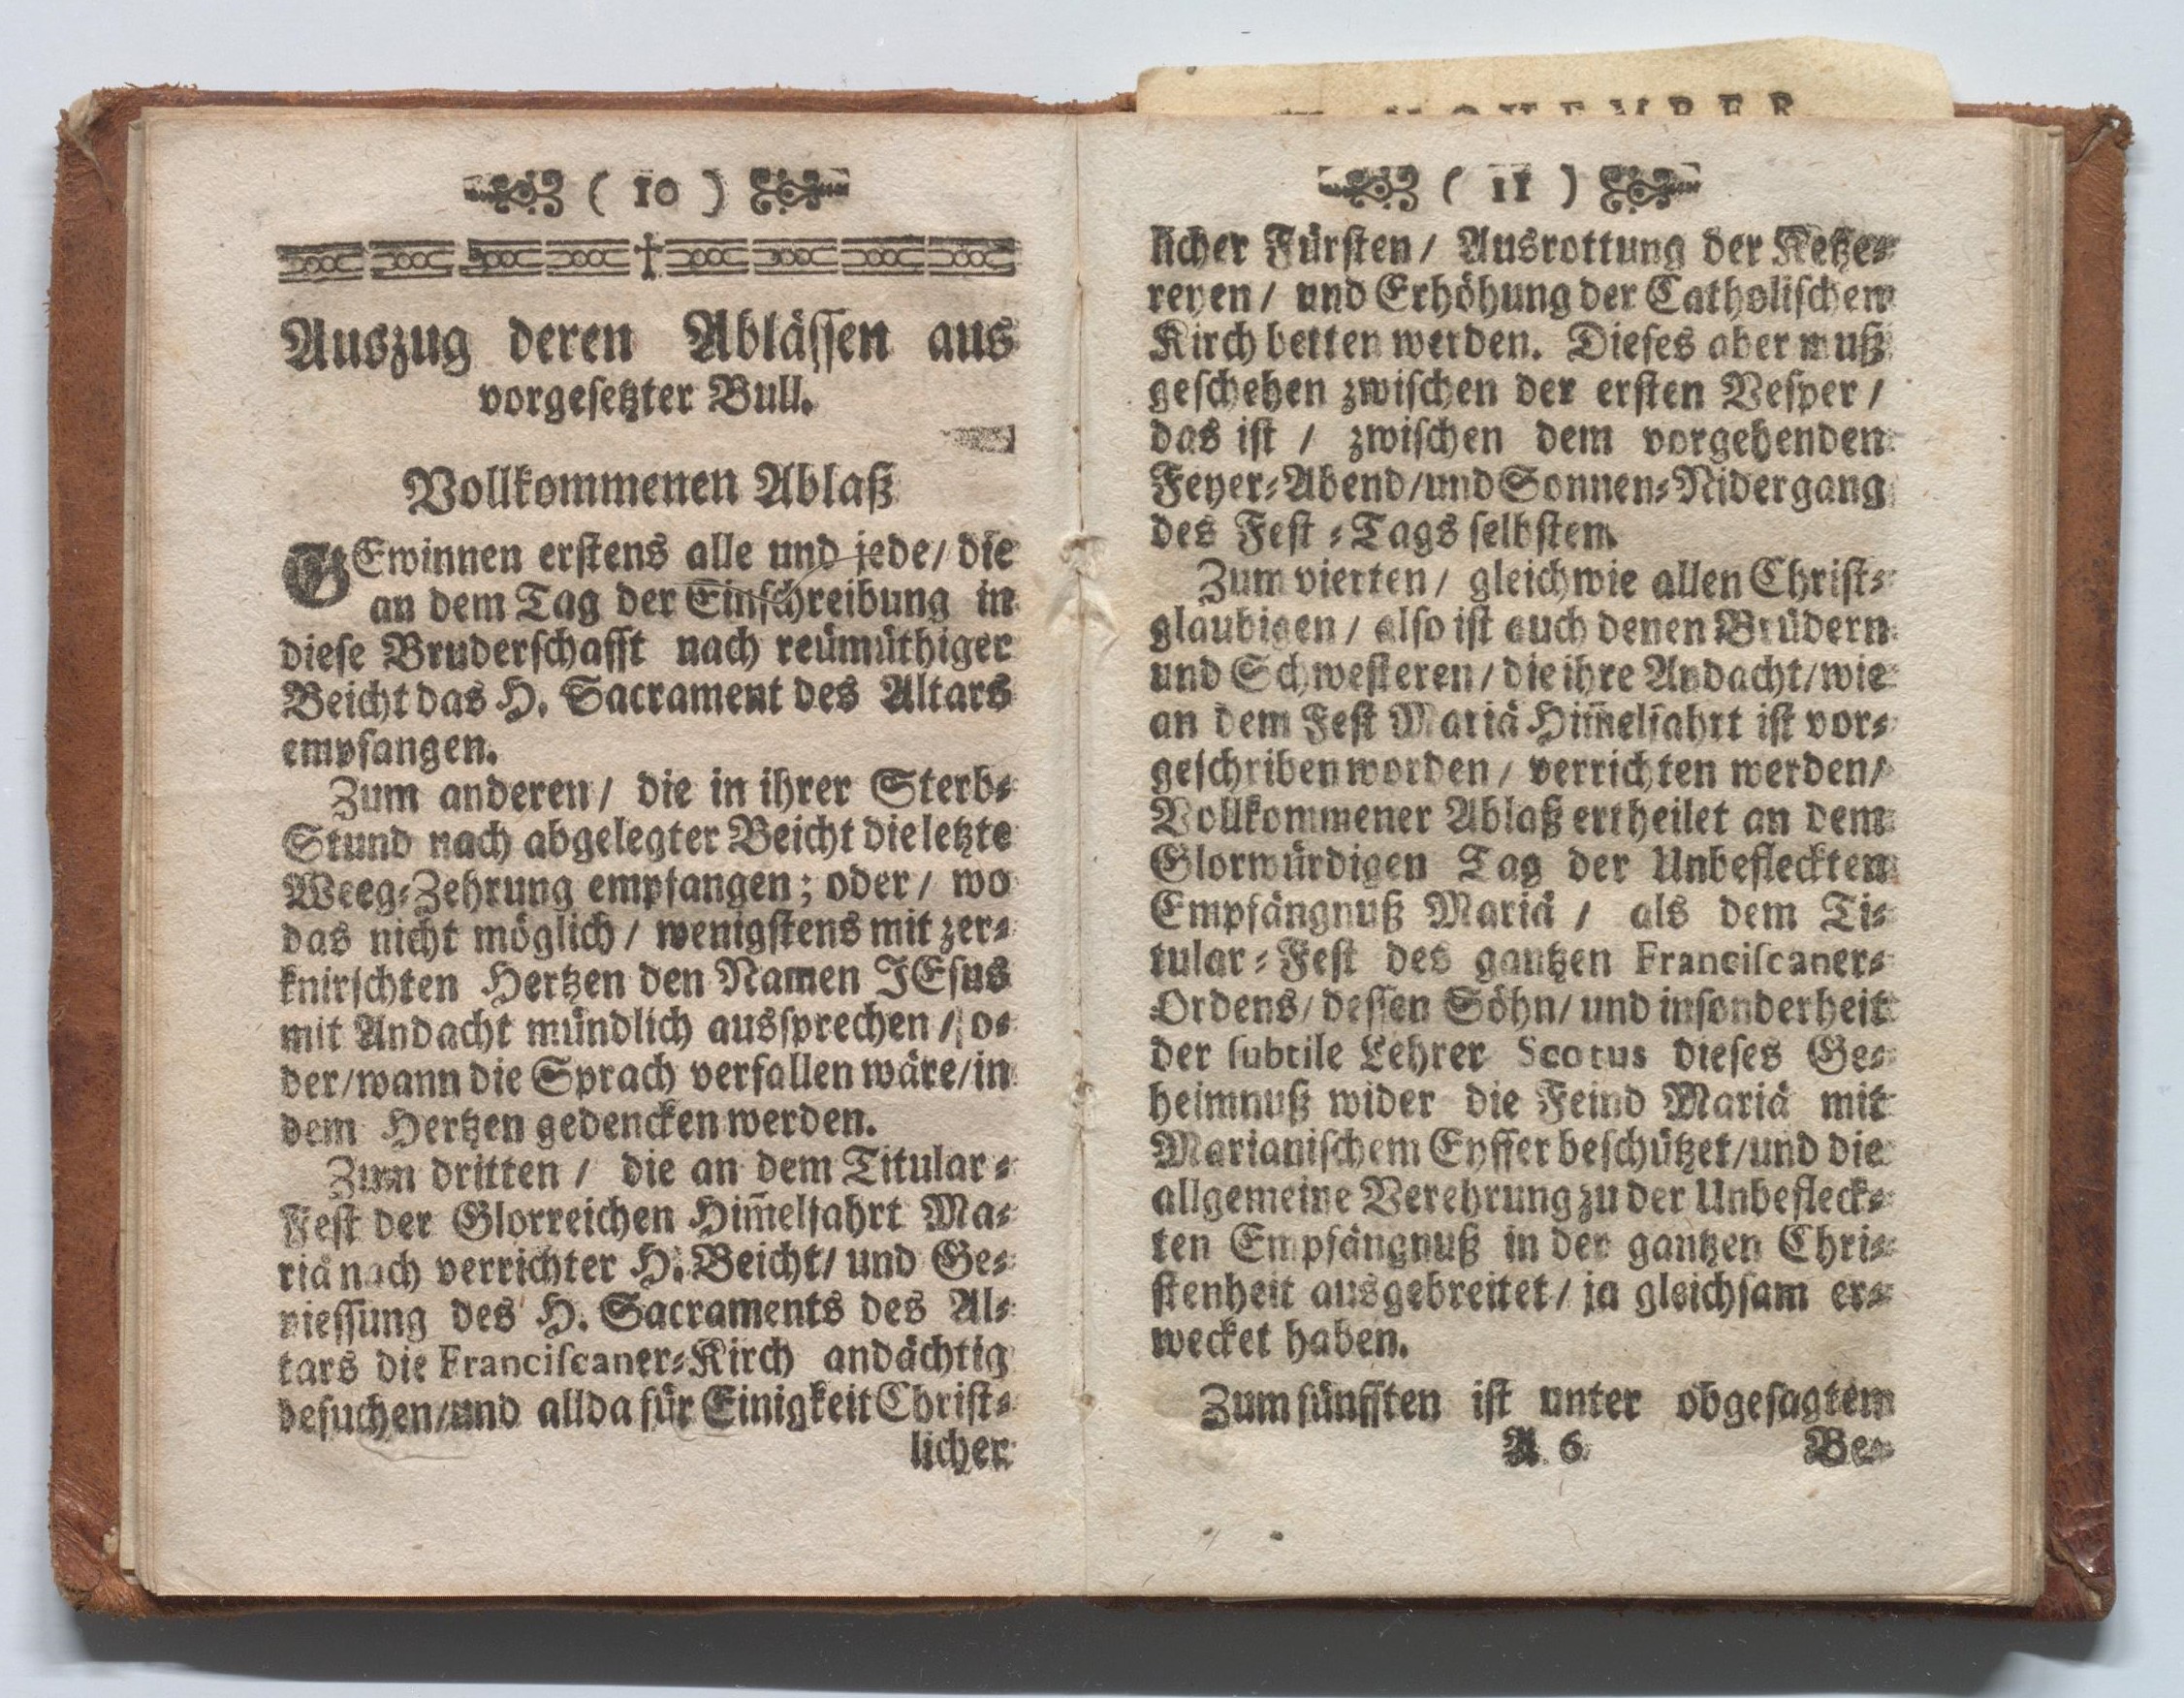 ( 10 )
Auszug deren Ablässen aus
vorgesetzter Bull.
Vollkommenen Ablaß
GEwinnen erstens alle und jede/ die
an dem Tag der Einschreibung in
diese Bruderschafft nach reümüthiger
Beicht das H. Sacrament des Altars
empfangen.
Zum anderen/ die in ihrer Sterb-
Stund nach abgelegter Beicht die letzte
Weeg-Zehrung empfangen; oder/ wo
das nicht möglich/ wenigstens mit zer-
knirschten Hertzen den Namen JEsus
mit Andacht mündlich aussprechen/ o-
der/wann die Sprach verfallen wäre/in
dem Hertzen gedencken werden.
Zum dritten/ die an dem Titular-
Fest der Glorreichen Him̃elfahrt Ma-
riä nach verrichter H. Beicht/ und Ge-
niessung des H. Sacraments des Al-
tars die Franciscaner-Kirch andächtig
besuchen/und allda für Einigkeit Christ-
licher
( 11 )
licher Fürsten/ Ausrottung der Ketze-
reyen/ und Erhöhung der Catholischen
Kirch betten werden. Dieses aber muß
geschehen zwischen der ersten Vesper/
das ist/ zwischen dem vorgehenden
Feyer-Abend/und Sonnen-Nidergang
des Fest-Tags selbsten.
Zum vierten/ gleichwie allen Christ-
glaubigen/ also ist auch denen Brüdern
und Schwesteren/ die ihre Andacht/wie
an dem Fest Mariä Him̃elfahrt ist vor-
geschriben worden/ verrichten werden/
Vollkommener Ablaß ertheilet an dem
Glorwürdigen Tag der Unbefleckten
Empfängnuß Mariä/ als dem Ti-
tular-Fest des gantzen Franciscaner-
Ordens/ dessen Söhn/ und insonderheit
der subtile Lehrer Scotus dieses Ge-
heimnuß wider die Feind Mariä mit
Marianischem Eyffer beschützet/und die
allgemeine Verehrung zu der Unbefleck-
ten Empfängnuß in der gantzen Chri-
stenheit ausgebreitet/ ja gleichsam er-
wecket haben.
Zum fünfften ist unter obgesagtem
A 6 Be-